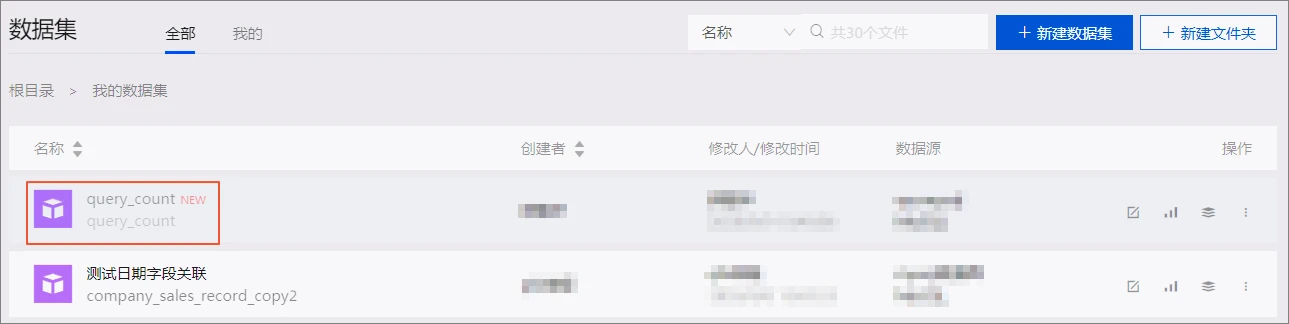 数据集 全部 我的 名称 共30个文件 + 新建数据集 + 新建文件夹
根目录 > 我的数据集
名称 创建者 修改人/修改时间 数据源 操作
query_count NEW
query_count
测试日期字段关联
company_sales_record_copy2